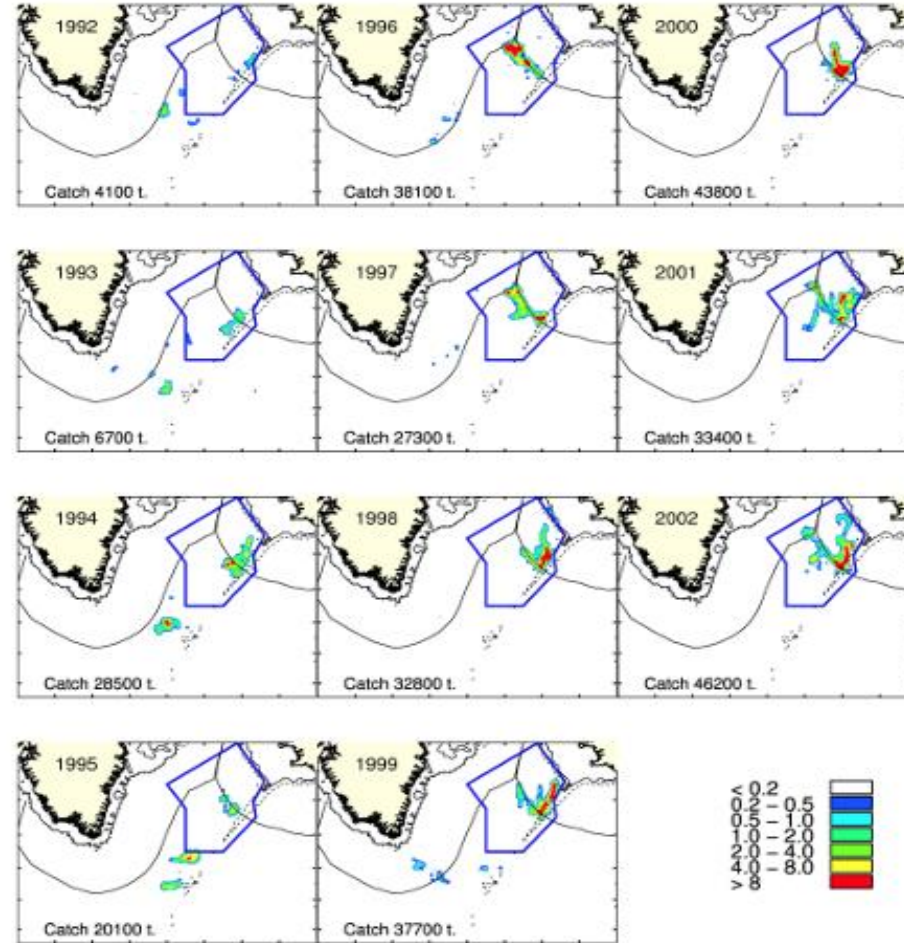 1992
1996
2000
Catch 4100 t.
Catch 38100 t.
Catch 43800 t.
1993
1997
2001
Catch 6700 t.
Catch 27300 t.
Catch 33400 t.
1994
1998
2002
Catch 28500 t.
Catch 32800 t.
Catch 46200 t.
1995
1999
Catch 20100 t.
Catch 37700 t.
< 0.2
0.2 – 0.5
0.5 – 1.0
1.0 – 2.0
2.0 – 4.0
4.0 – 8.0
> 8